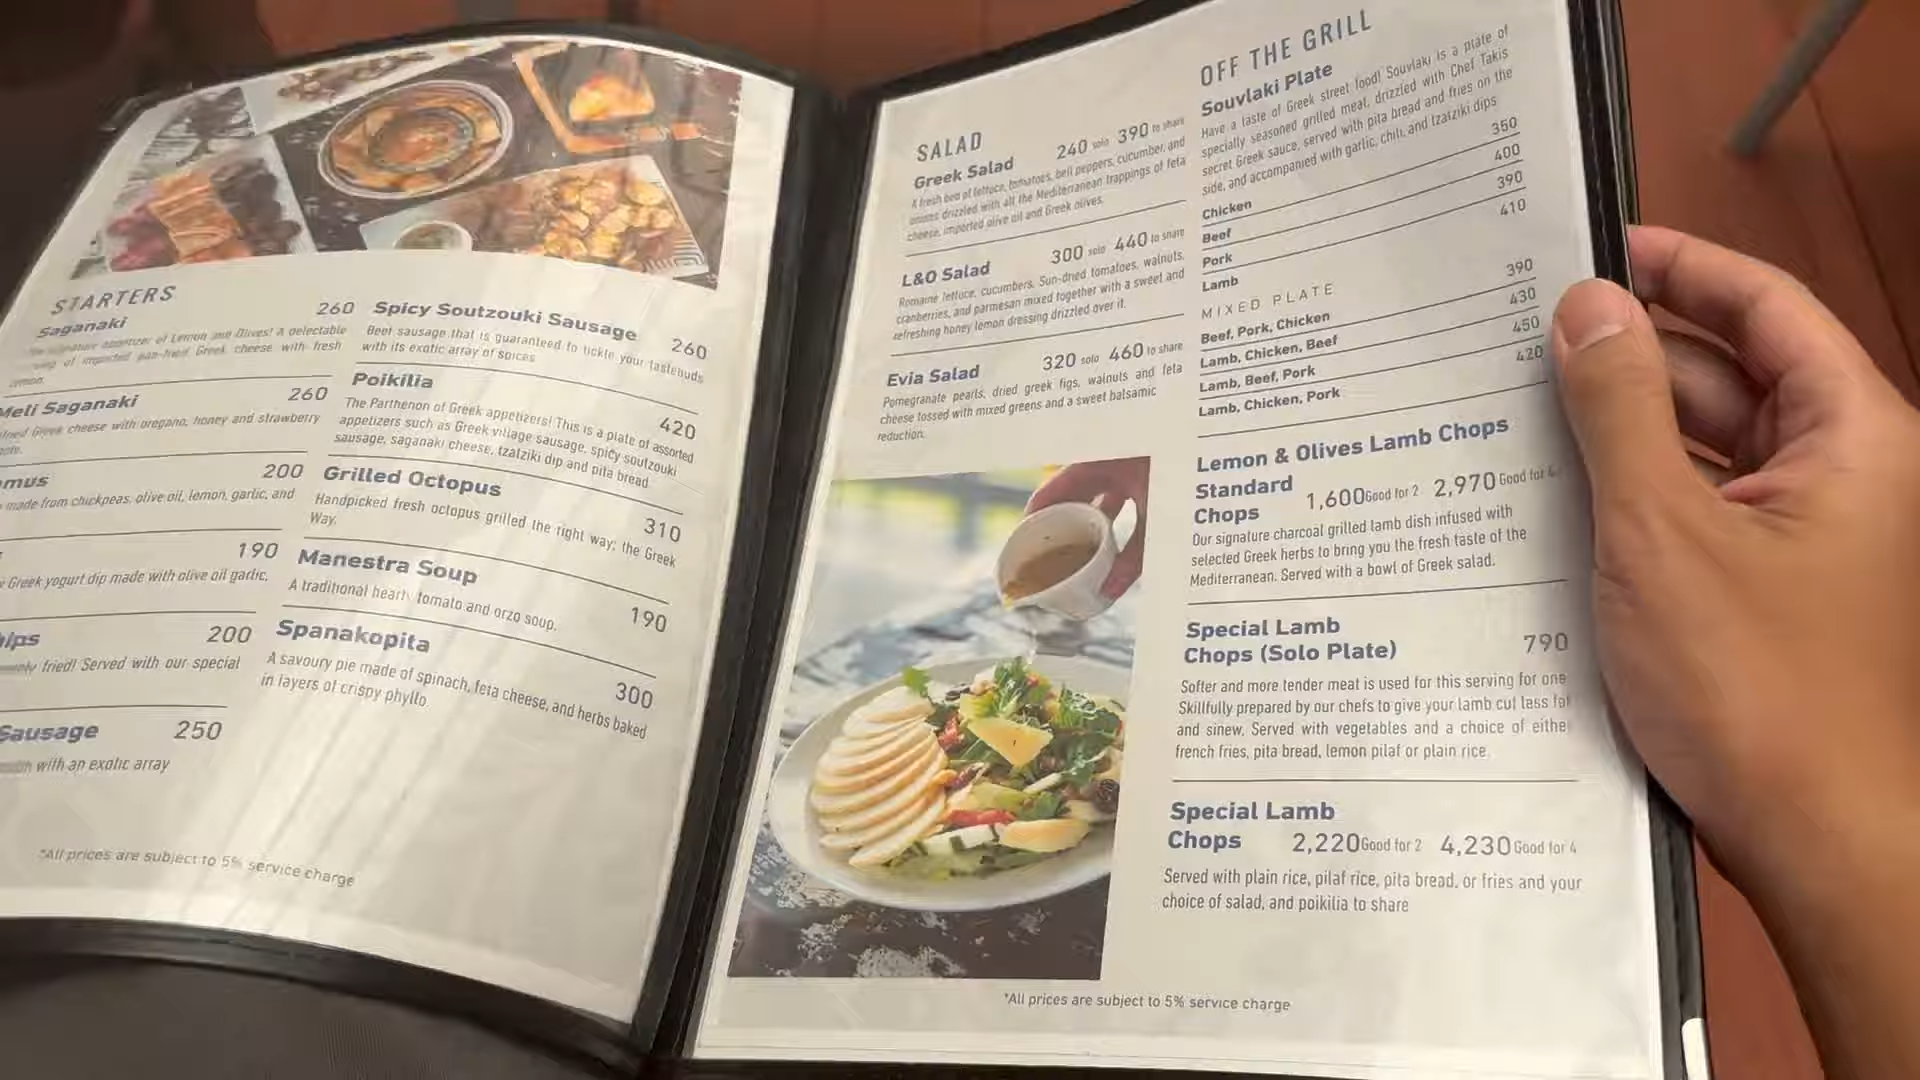 STARTERS
Saganaki 260
signature appetizer of Lemon and Olives! A delectable
of imported pan-fried Greek cheese with fresh
lemon.
Meli Saganaki 260
fried Greek cheese with oregano, honey and strawberry
mus 200
made from chickpeas, olive oil, lemon, garlic, and
190
Greek yogurt dip made with olive oil garlic,
hips 200
fried! Served with our special
Sausage 250
with an exotic array
Spicy Soutzouki Sausage 260
Beef sausage that is guaranteed to tickle your tastebuds
with its exotic array of spices
Poikilia 420
The Parthenon of Greek appetizers! This is a plate of assorted
appetizers such as Greek village sausage, spicy soutzouki
sausage, saganaki cheese, tzatziki dip and pita bread
Grilled Octopus 310
Handpicked fresh octopus grilled the right way; the Greek
Way.
Manestra Soup 190
A traditional hearty tomato and orzo soup.
Spanakopita 300
A savoury pie made of spinach, feta cheese, and herbs baked
in layers of crispy phyllo
*All prices are subject to 5% service charge
SALAD
Greek Salad 240 solo 390 to share
A fresh bed of lettuce, tomatoes, bell peppers, cucumber, and
onions drizzled with all the Mediterranean trappings of feta
cheese, imported olive oil and Greek olives.
L&O Salad 300 solo 440 to share
Romaine lettuce, cucumbers, Sun-dried tomatoes, walnuts,
cranberries, and parmesan mixed together with a sweet and
refreshing honey lemon dressing drizzled over it.
Evia Salad 320 solo 460 to share
Pomegranate pearls, dried greek figs, walnuts and feta
cheese tossed with mixed greens and a sweet balsamic
reduction.
OFF THE GRILL
Souvlaki Plate
Have a taste of Greek street food! Souvlaki is a plate of
specially seasoned grilled meat, drizzled with Chef Takis
secret Greek sauce, served with pita bread and fries on the
side, and accompanied with garlic, chili, and tzatziki dips
Chicken 350
Beef 400
Pork 390
Lamb 410
MIXED PLATE
Beef, Pork, Chicken 390
Lamb, Chicken, Beef 430
Lamb, Beef, Pork 450
Lamb, Chicken, Pork 420
Lemon & Olives Lamb Chops
Standard
Chops 1,600 Good for 2 2,970 Good for 4
Our signature charcoal grilled lamb dish infused with
selected Greek herbs to bring you the fresh taste of the
Mediterranean. Served with a bowl of Greek salad.
Special Lamb
Chops (Solo Plate) 790
Softer and more tender meat is used for this serving for one
Skillfully prepared by our chefs to give your lamb cut less fat
and sinew. Served with vegetables and a choice of eithe
french fries, pita bread, lemon pilaf or plain rice
Special Lamb
Chops 2,220 Good for 2 4,230 Good for 4
Served with plain rice, pilaf rice, pita bread, or fries and your
choice of salad, and poikilia to share
*All prices are subject to 5% service charge